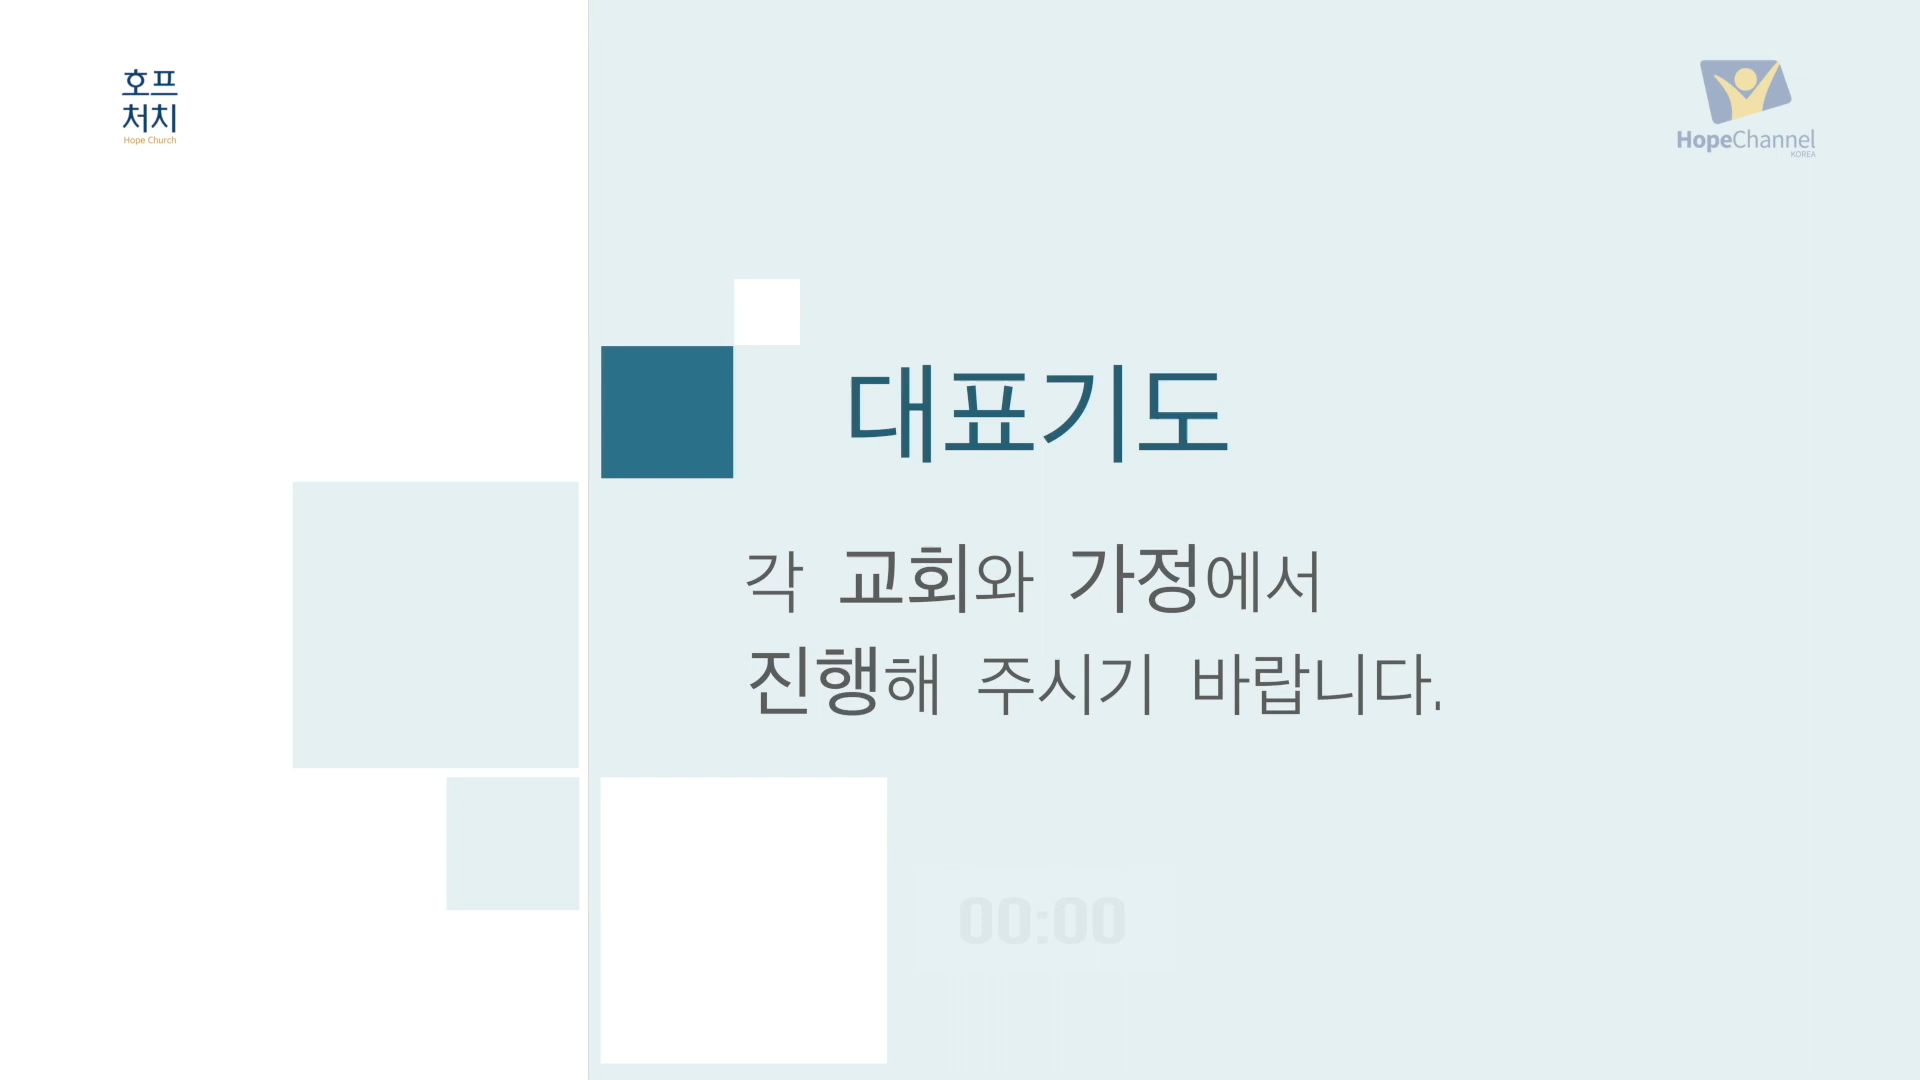 호프
처치
Hope Church
HopeChannel
KOREA
대표기도
각 교회와 가정에서
진행해 주시기 바랍니다.
00:00